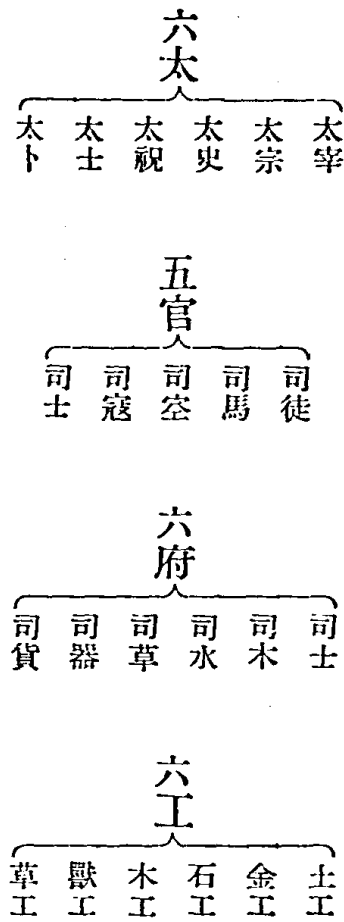 六太
太宰
太宗
太史
太祝
太士
太卜
五官
司徒
司馬
司空
司寇
司士
六府
司士
司木
司水
司草
司器
司貨
六工
土工
金工
石工
木工
獸工
草工